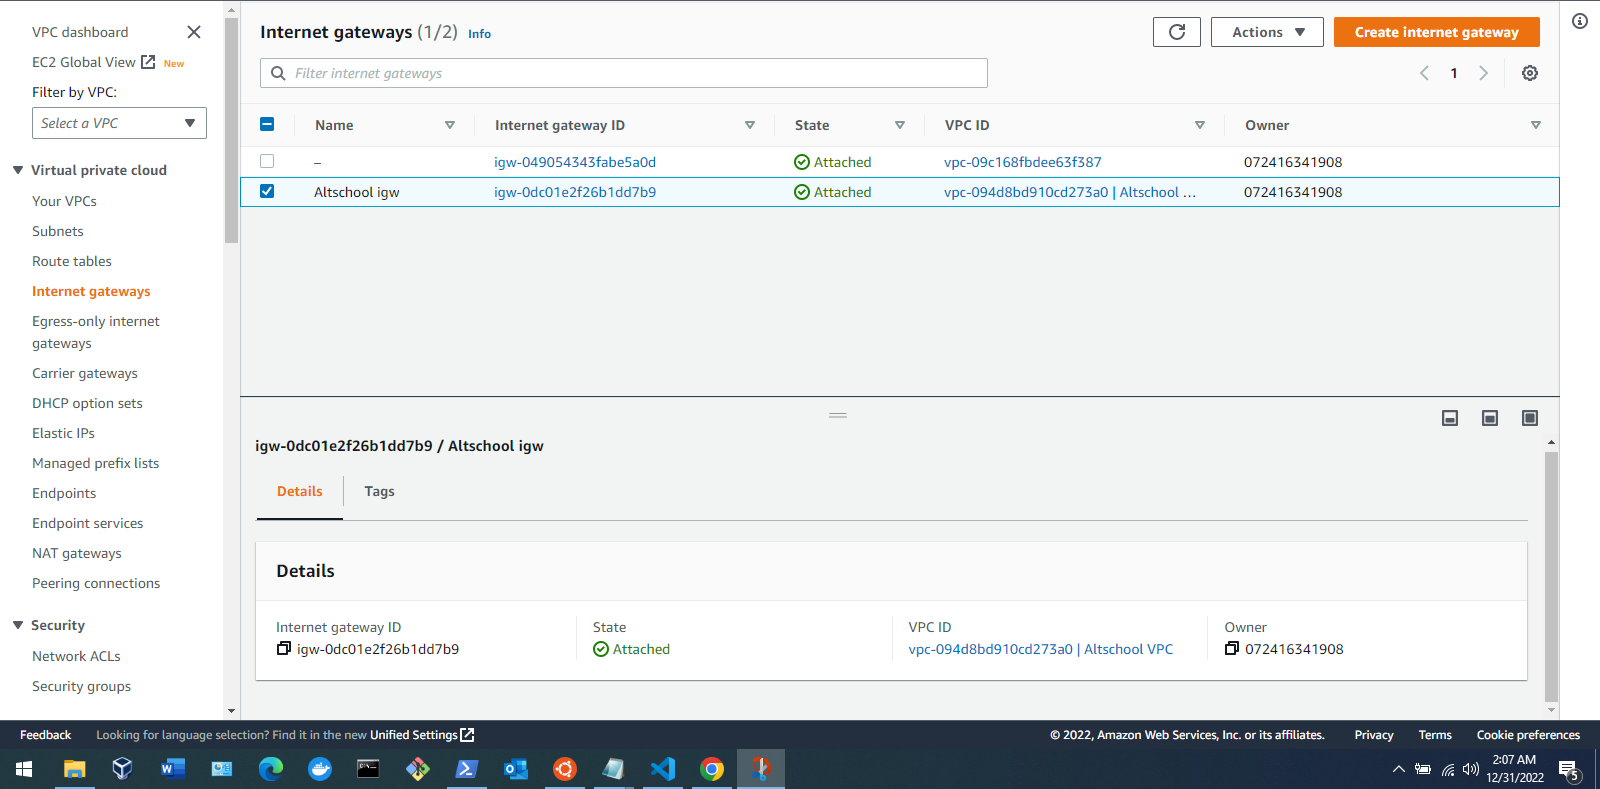 VPC dashboard
EC2 Global View New
Filter by VPC:
Select a VPC
Virtual private cloud
Your VPCs
Subnets
Route tables
Internet gateways
Egress-only internet
gateways
Carrier gateways
DHCP option sets
Elastic IPs
Managed prefix lists
Endpoints
Endpoint services
NAT gateways
Peering connections
Security
Network ACLs
Security groups
Internet gateways (1/2) Info
Actions
Create internet gateway
Filter internet gateways
1
Name Internet gateway ID State VPC ID Owner
– igw-049054343fabe5a0d Attached vpc-09c168fbdee63f387 072416341908
Altschool igw igw-0dc01e2f26b1dd7b9 Attached vpc-094d8bd910cd273a0 | Altschool ... 072416341908
igw-0dc01e2f26b1dd7b9 / Altschool igw
Details Tags
Details
Internet gateway ID State VPC ID Owner
igw-0dc01e2f26b1dd7b9 Attached vpc-094d8bd910cd273a0 | Altschool VPC 072416341908
Feedback Looking for language selection? Find it in the new Unified Settings © 2022, Amazon Web Services, Inc. or its affiliates. Privacy Terms Cookie preferences
2:07 AM
12/31/2022
5